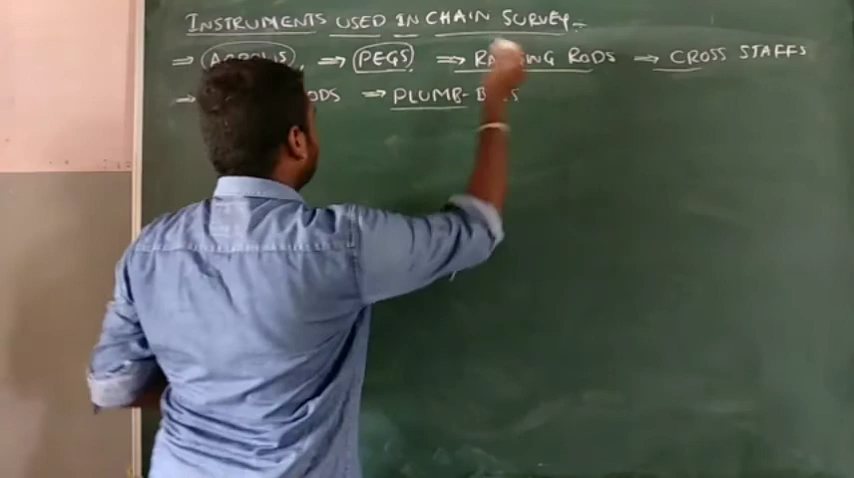 INSTRUMENTS USED IN CHAIN SURVEY:-
⇒ ⇒ PEGS ⇒ RODS ⇒ CROSS STAFFS
⇒ ⇒ PLUMB-